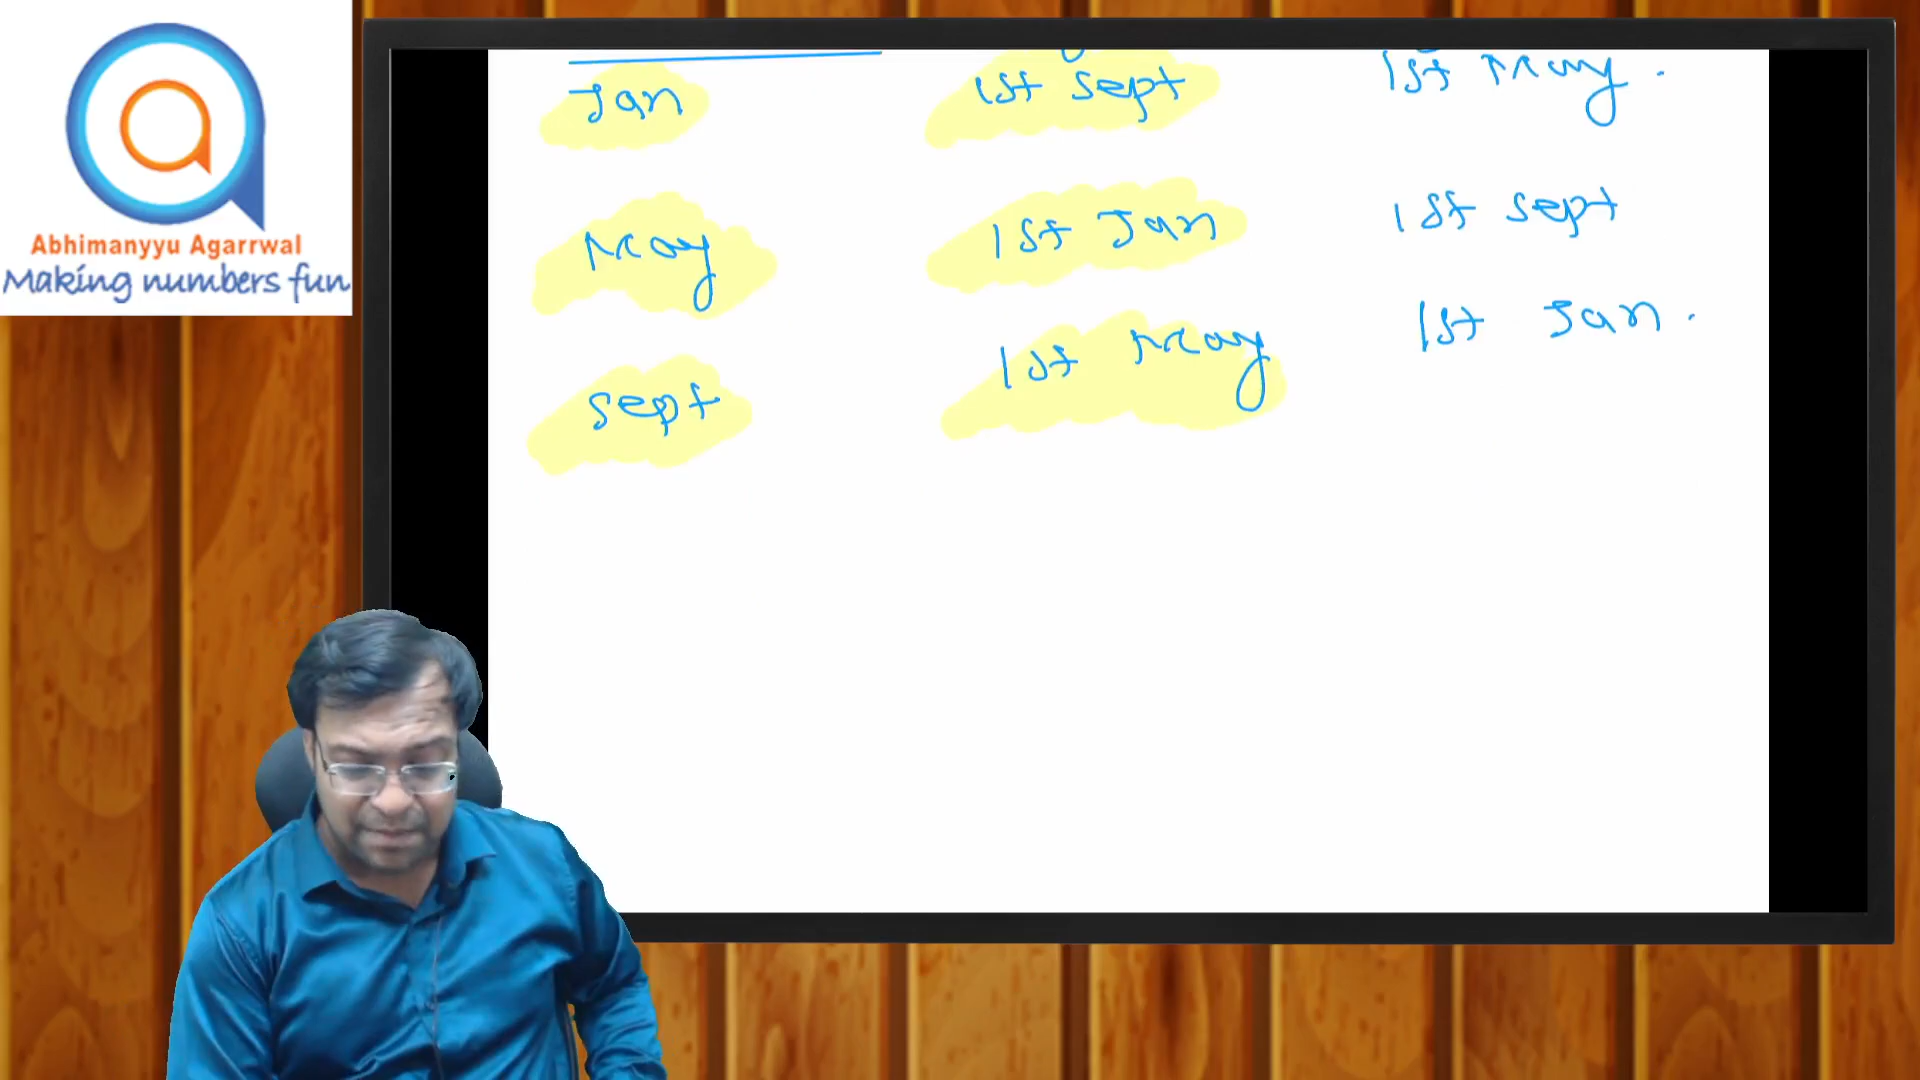 Abhimanyyu Agarrwal
Making numbers fun
Jan 1st Sept 1st May.
May 1st Jan 1st Sept
Sept 1st May 1st Jan.